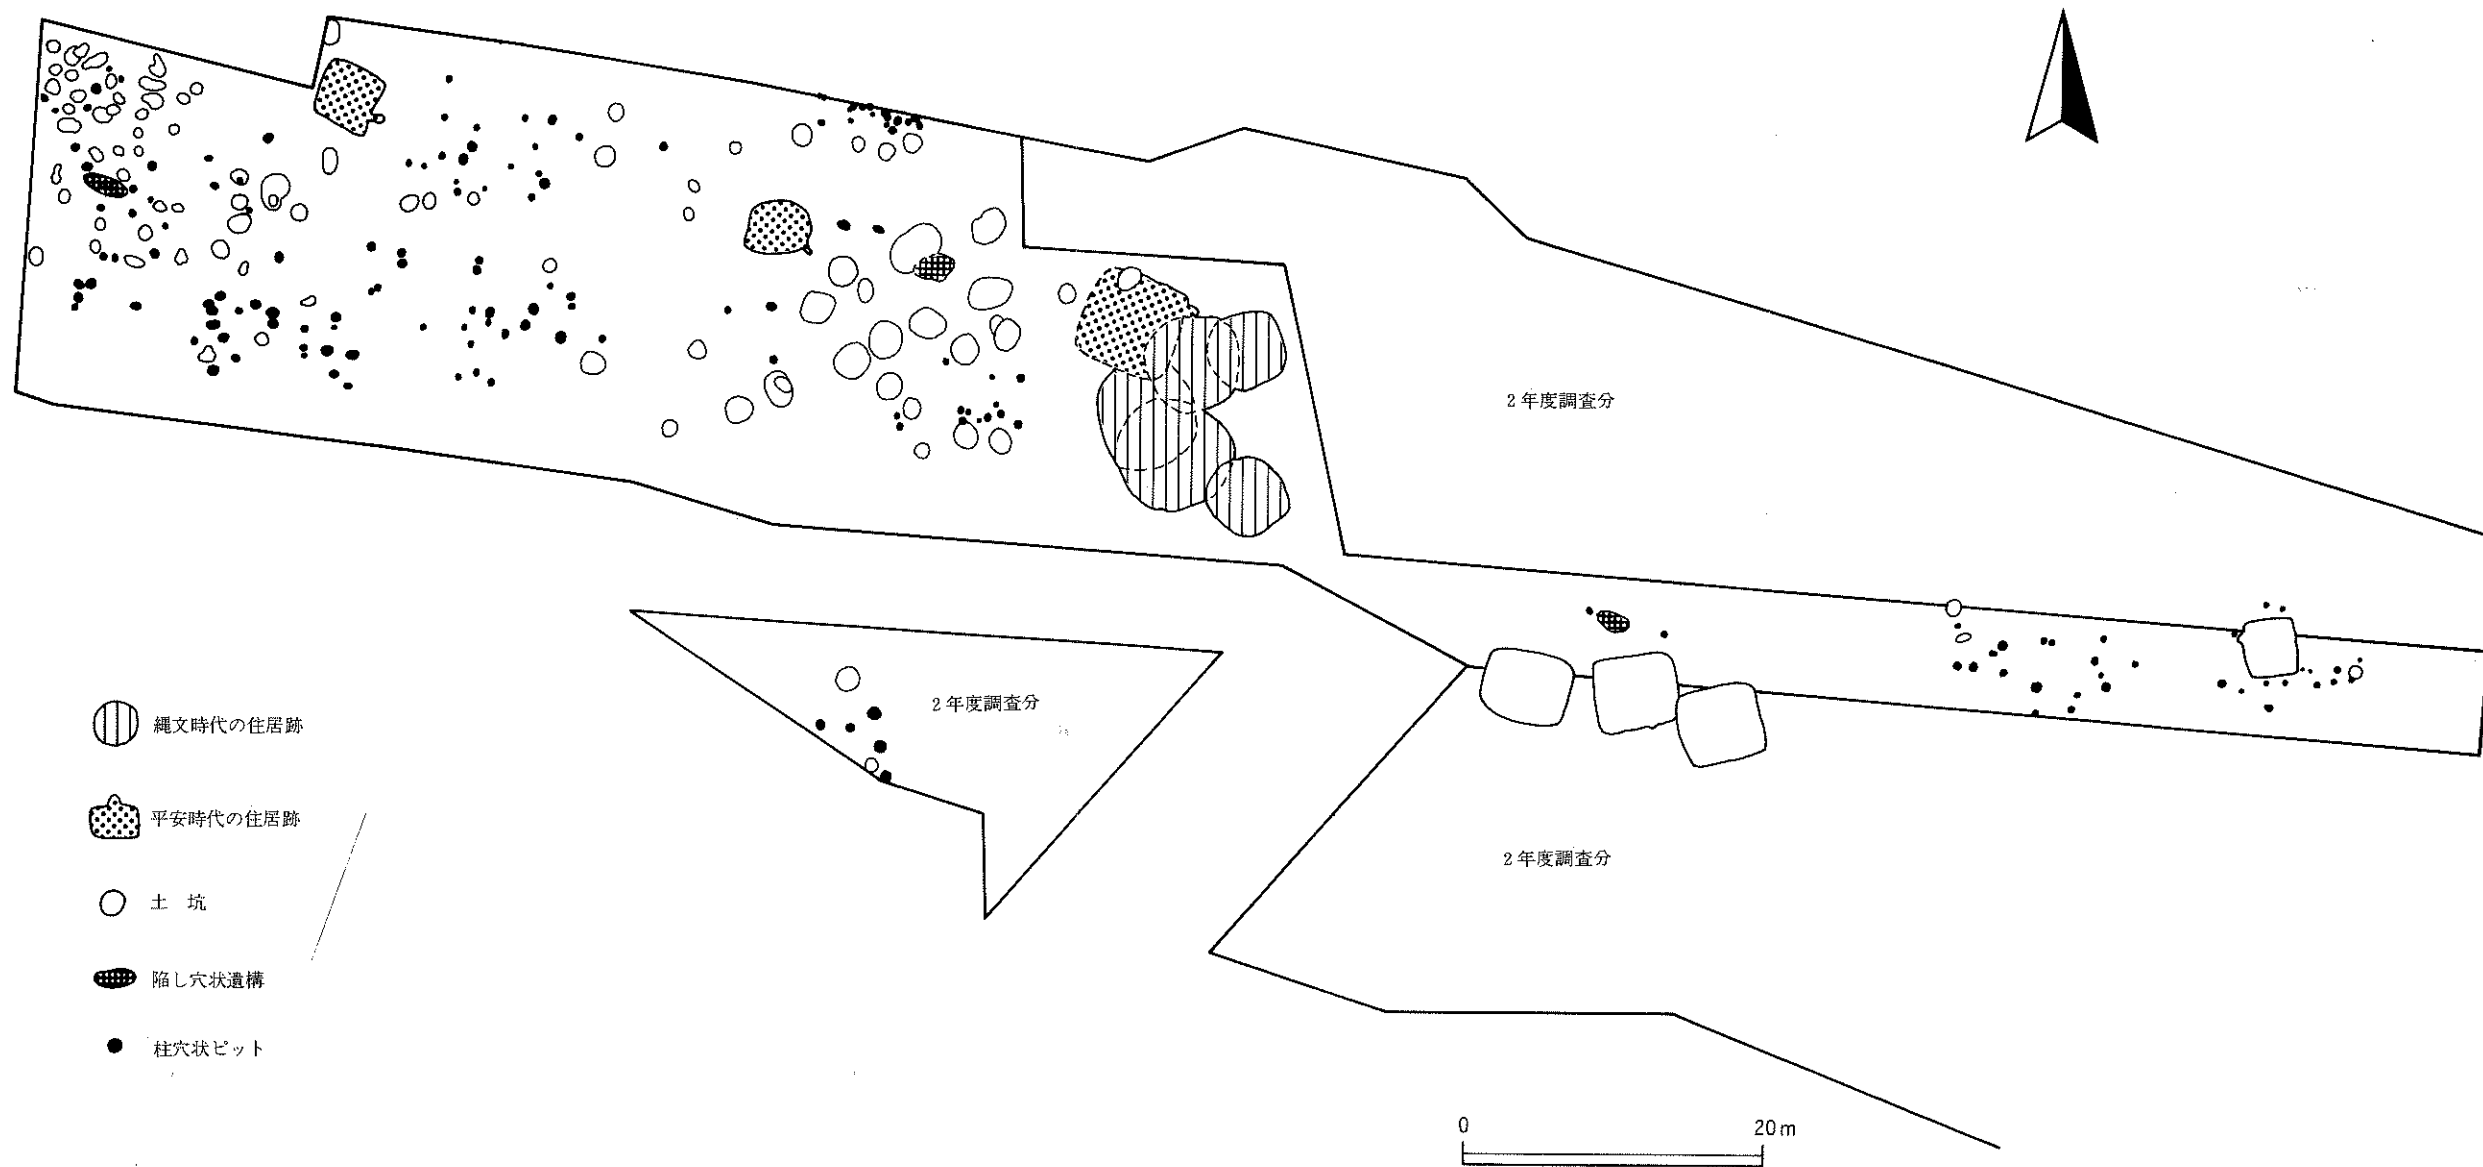 2年度調査分
2年度調査分
2年度調査分
縄文時代の住居跡
平安時代の住居跡
土 坑
陥し穴状遺構
柱穴状ピット
0 20m